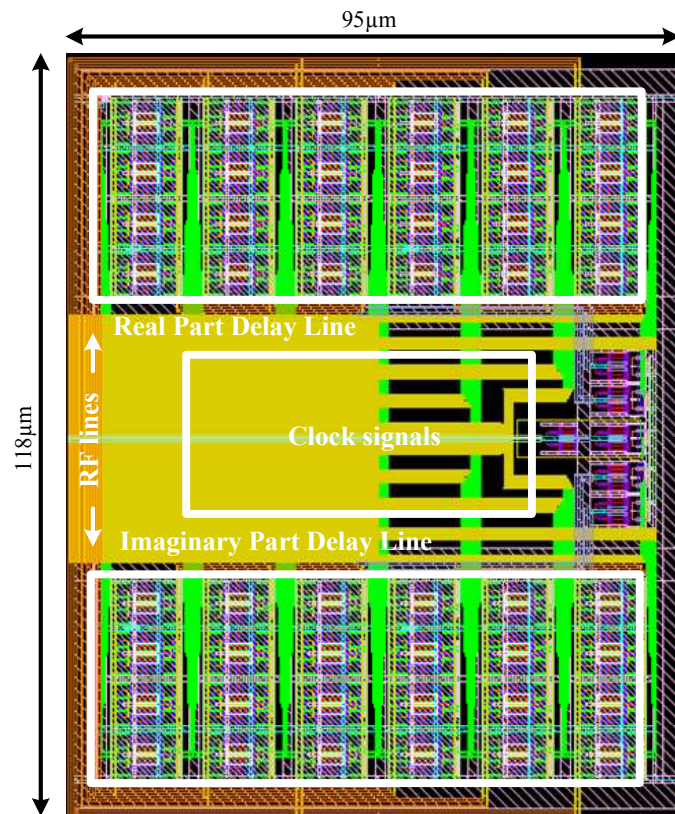 95µm
118µm
Real Part Delay Line
RF lines
Clock signals
Imaginary Part Delay Line